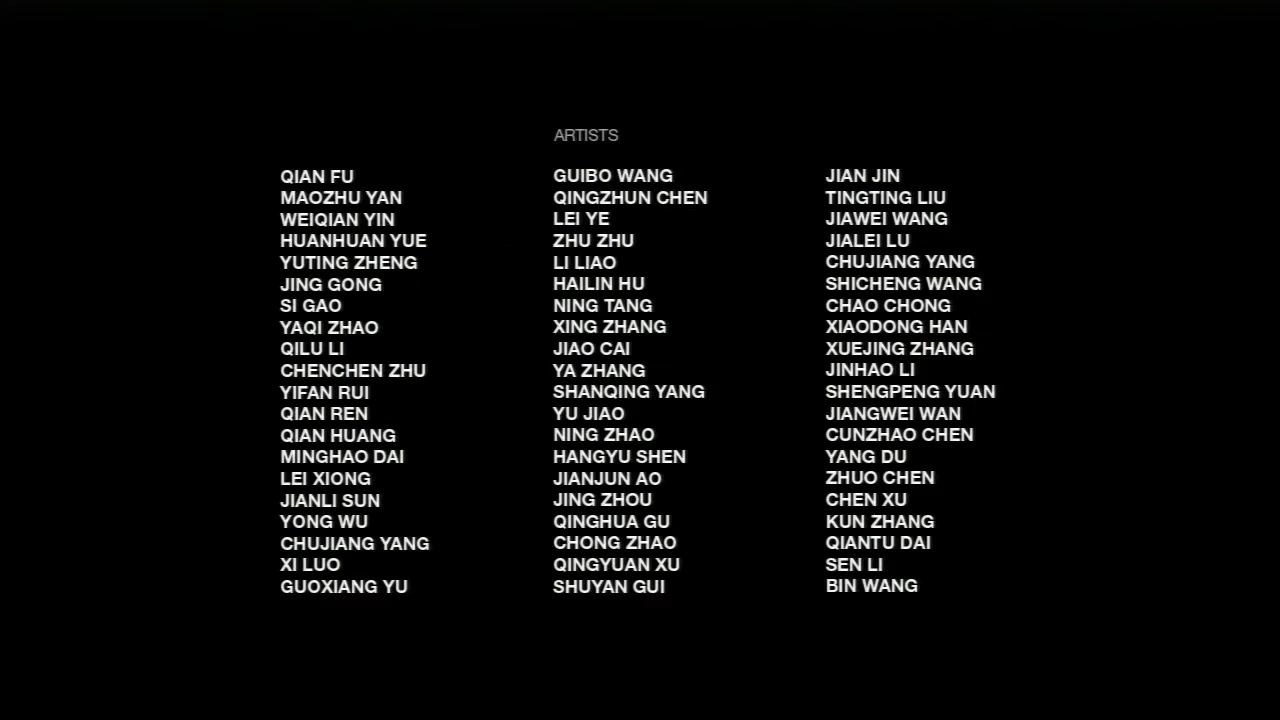 ARTISTS
QIAN FU
MAOZHU YAN
WEIQIAN YIN
HUANHUAN YUE
YUTING ZHENG
JING GONG
SI GAO
YAQI ZHAO
QILU LI
CHENCHEN ZHU
YIFAN RUI
QIAN REN
QIAN HUANG
MINGHAO DAI
LEI XIONG
JIANLI SUN
YONG WU
CHUJIANG YANG
XI LUO
GUOXIANG YU
GUIBO WANG
QINGZHUN CHEN
LEI YE
ZHU ZHU
LI LIAO
HAILIN HU
NING TANG
XING ZHANG
JIAO CAI
YA ZHANG
SHANQING YANG
YU JIAO
NING ZHAO
HANGYU SHEN
JIANJUN AO
JING ZHOU
QINGHUA GU
CHONG ZHAO
QINGYUAN XU
SHUYAN GUI
JIAN JIN
TINGTING LIU
JIAWEI WANG
JIALEI LU
CHUJIANG YANG
SHICHENG WANG
CHAO CHONG
XIAODONG HAN
XUEJING ZHANG
JINHAO LI
SHENGPENG YUAN
JIANGWEI WAN
CUNZHAO CHEN
YANG DU
ZHUO CHEN
CHEN XU
KUN ZHANG
QIANTU DAI
SEN LI
BIN WANG